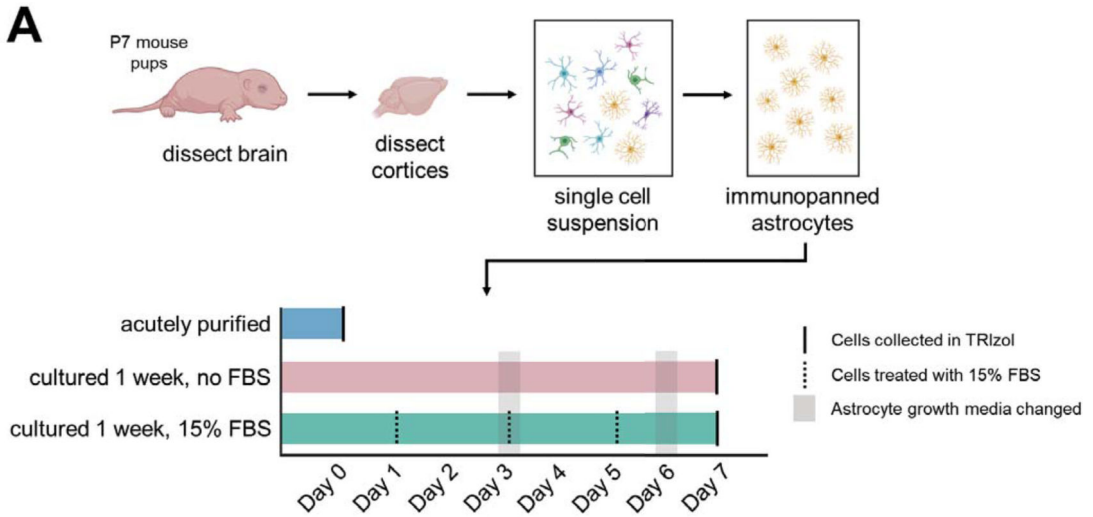 A
P7 mouse
pups
dissect brain
dissect
cortices
single cell
suspension
immunopanned
astrocytes
acutely purified
cultured 1 week, no FBS
cultured 1 week, 15% FBS
Cells collected in TRIzol
Cells treated with 15% FBS
Astrocyte growth media changed
Day 0
Day 1
Day 2
Day 3
Day 4
Day 5
Day 6
Day 7